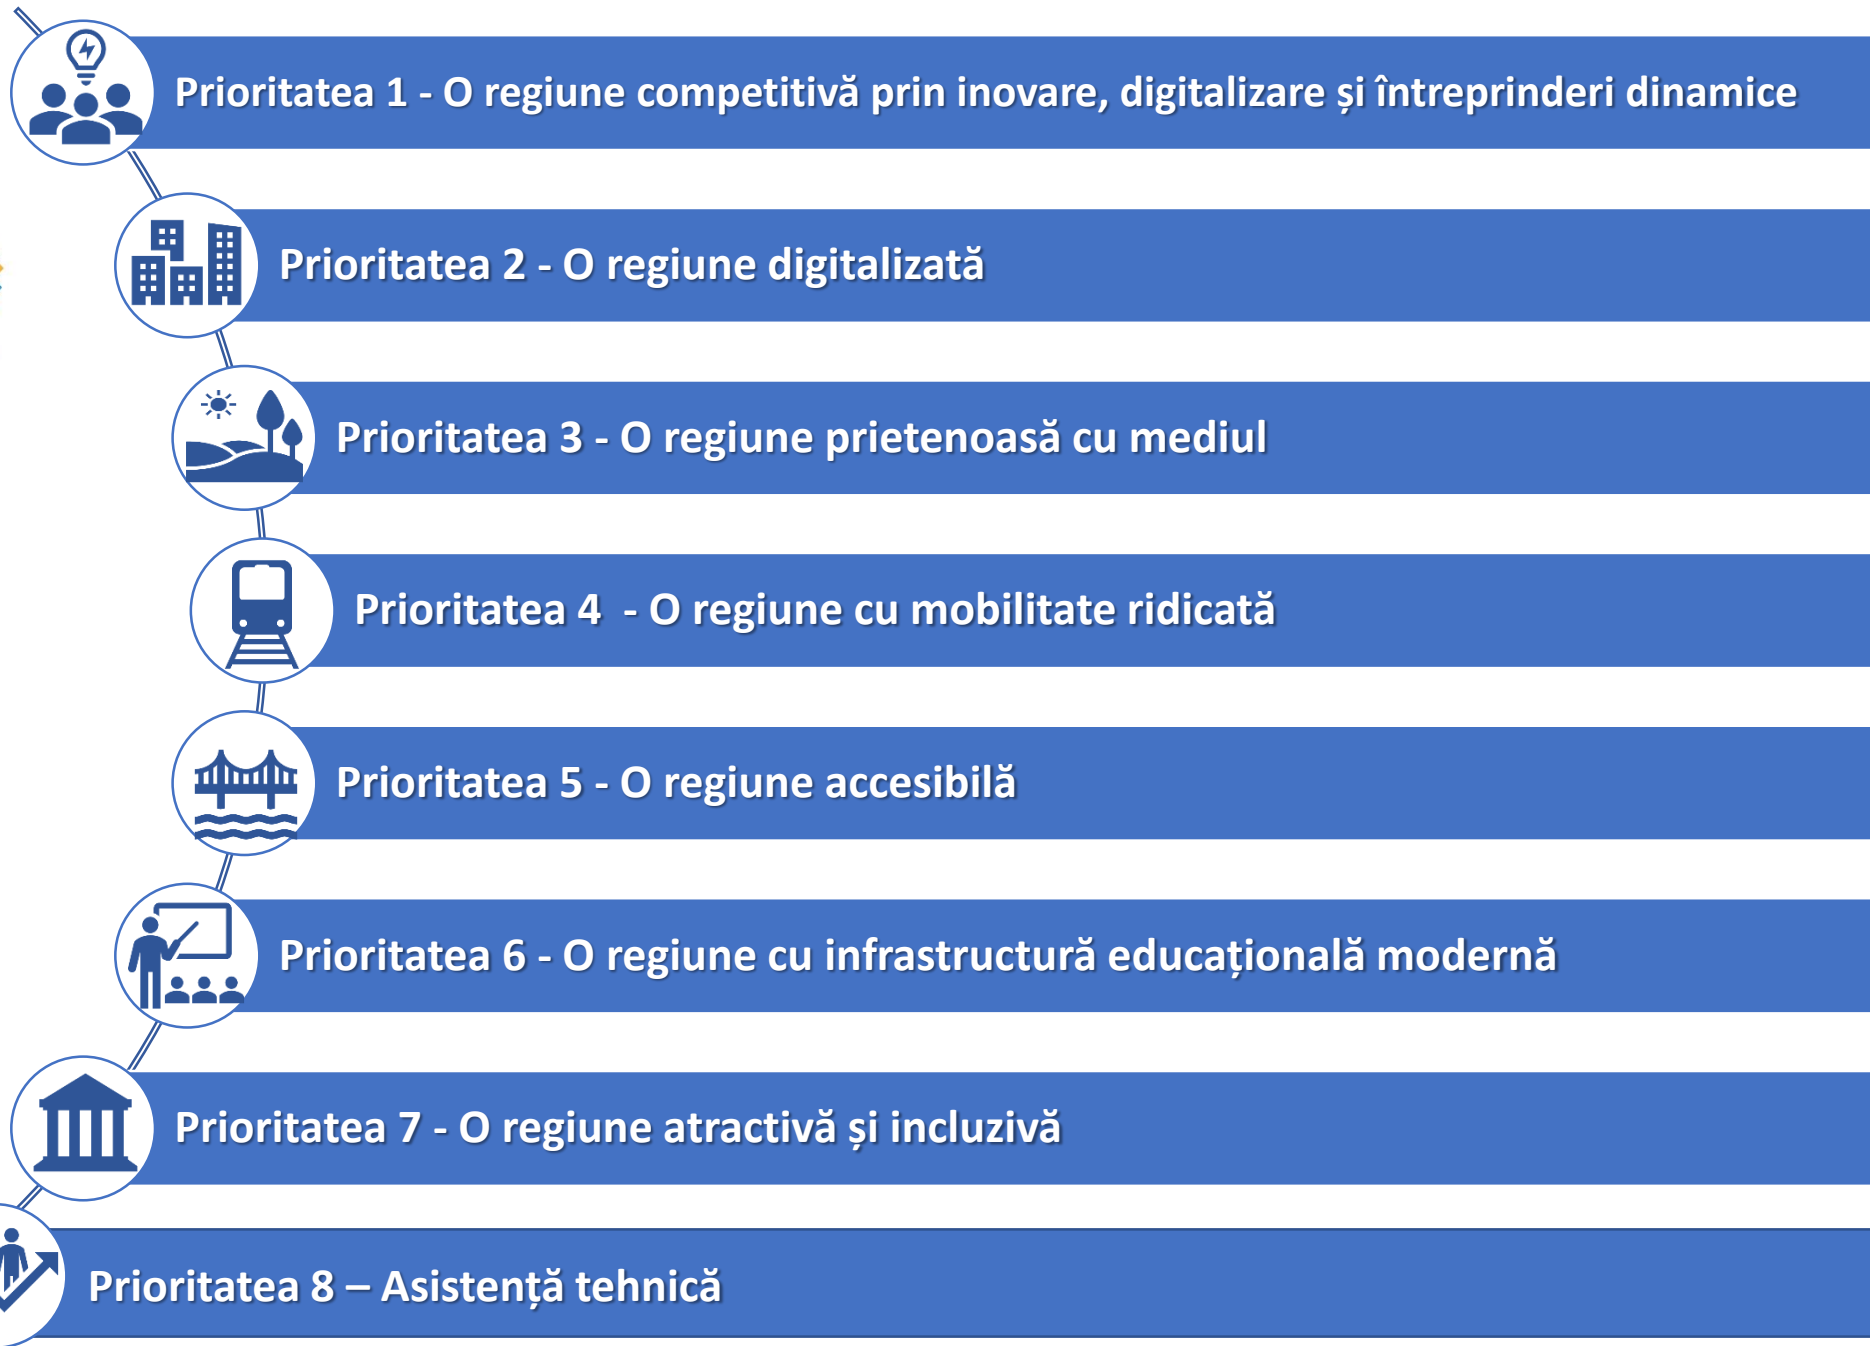 Prioritatea 1 - O regiune competitivă prin inovare, digitalizare și întreprinderi dinamice
Prioritatea 2 - O regiune digitalizată
Prioritatea 3 - O regiune prietenoasă cu mediul
Prioritatea 4  - O regiune cu mobilitate ridicată
Prioritatea 5 - O regiune accesibilă
Prioritatea 6 - O regiune cu infrastructură educațională modernă
Prioritatea 7 - O regiune atractivă și incluzivă
Prioritatea 8 – Asistență tehnică